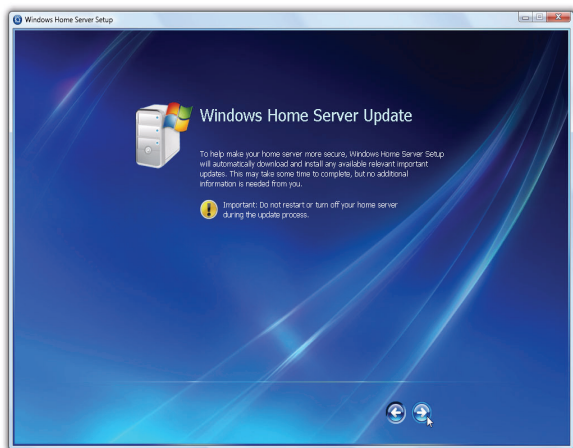 Windows Home Server Setup
Windows Home Server Update
To help make your home server more secure, Windows Home Server Setup
will automatically download and install any available relevant important
updates. This may take some time to complete, but no additional
information is needed from you.
Important: Do not restart or turn off your home server
during the update process.